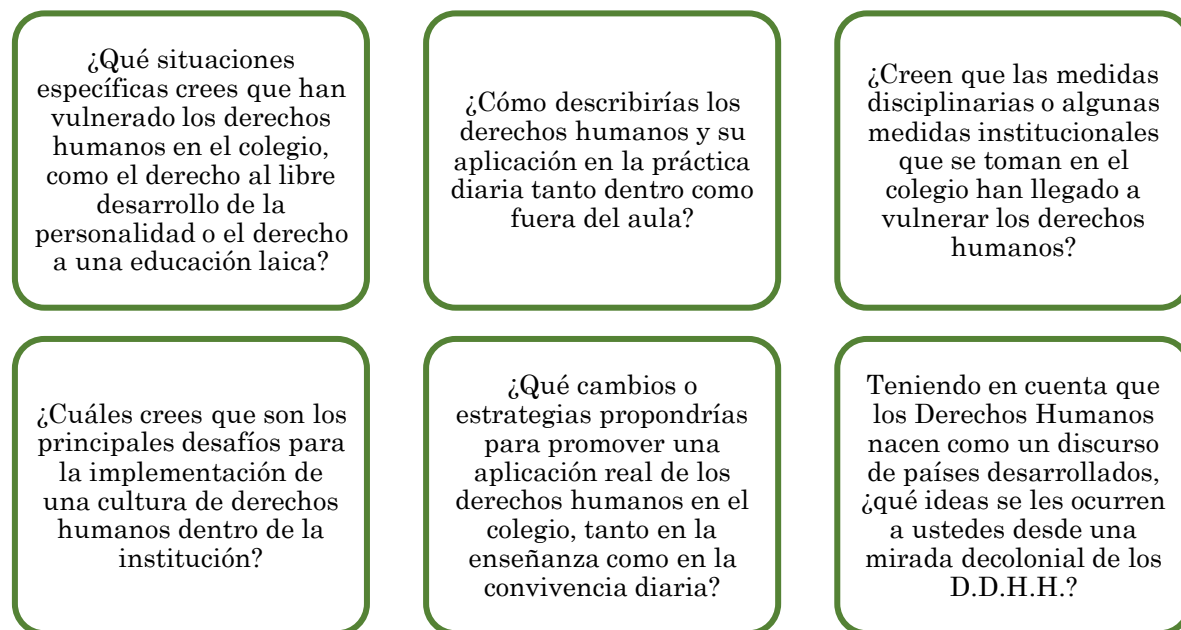 ¿Qué situaciones
específicas crees que han
vulnerado los derechos
humanos en el colegio,
como el derecho al libre
desarrollo de la
personalidad o el derecho
a una educación laica?
¿Cómo describirías los
derechos humanos y su
aplicación en la práctica
diaria tanto dentro como
fuera del aula?
¿Creen que las medidas
disciplinarias o algunas
medidas institucionales
que se toman en el
colegio han llegado a
vulnerar los derechos
humanos?
¿Cuáles crees que son los
principales desafíos para
la implementación de
una cultura de derechos
humanos dentro de la
institución?
¿Qué cambios o
estrategias propondrías
para promover una
aplicación real de los
derechos humanos en el
colegio, tanto en la
enseñanza como en la
convivencia diaria?
Teniendo en cuenta que
los Derechos Humanos
nacen como un discurso
de países desarrollados,
¿qué ideas se les ocurren
a ustedes desde una
mirada decolonial de los
D.D.H.H.?